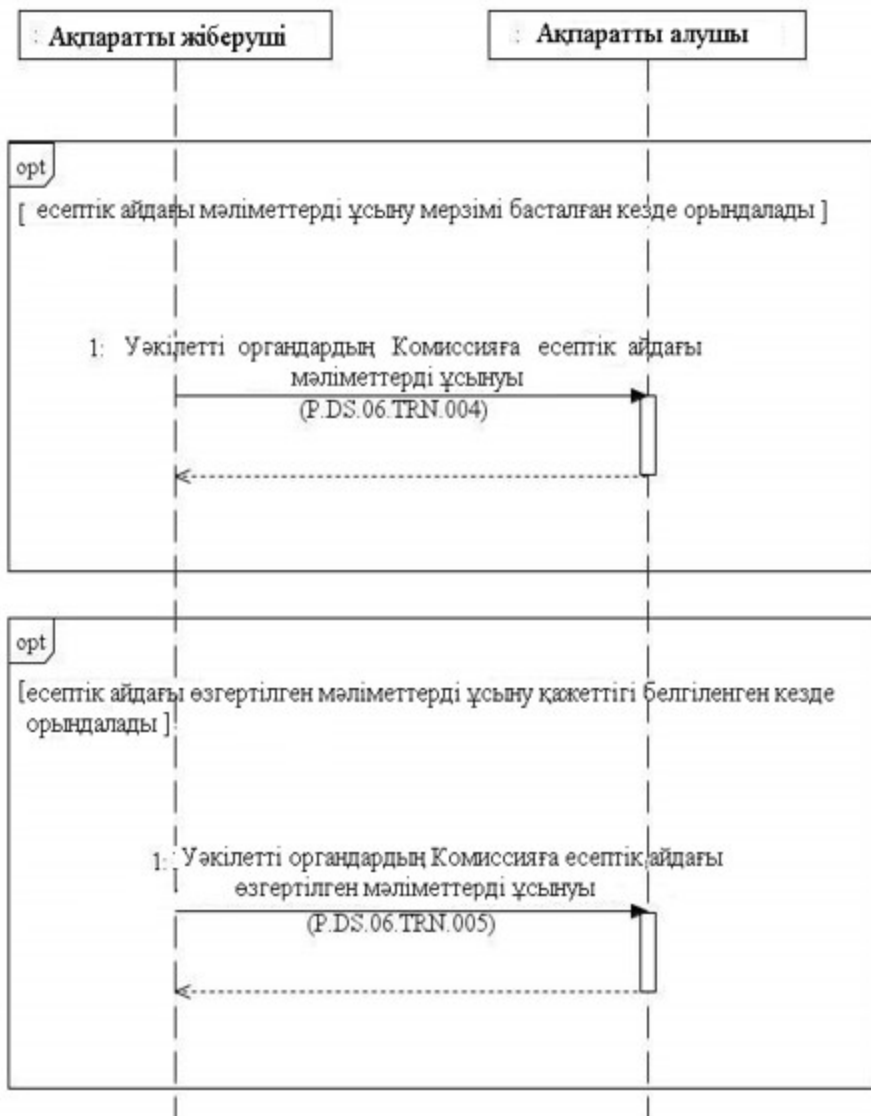 : Ақпаратты жіберуші
: Ақпаратты алушы
opt
[ есептік айдағы мәліметтерді ұсыну мерзімі басталған кезде орындалады ]
1: Уәкілетті органдардың Комиссияға есептік айдағы
мәліметтерді ұсынуы
(P.DS.06.TRN.004)
opt
[есептік айдағы өзгертілген мәліметтерді ұсыну қажеттігі белгіленген кезде
орындалады ]
1: Уәкілетті органдардың Комиссияға есептік айдағы
өзгертілген мәліметтерді ұсынуы
(P.DS.06.TRN.005)